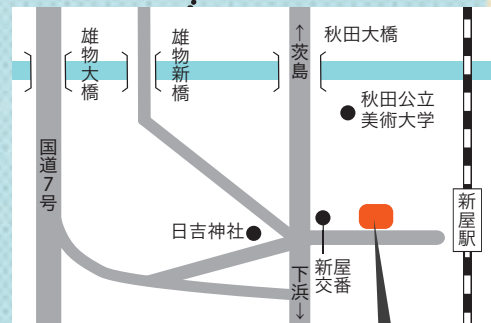 雄物大橋
雄物新橋
↑茨島
秋田大橋
秋田公立
美術大学
国道7号
新屋駅
日吉神社
新屋
交番
下浜↓